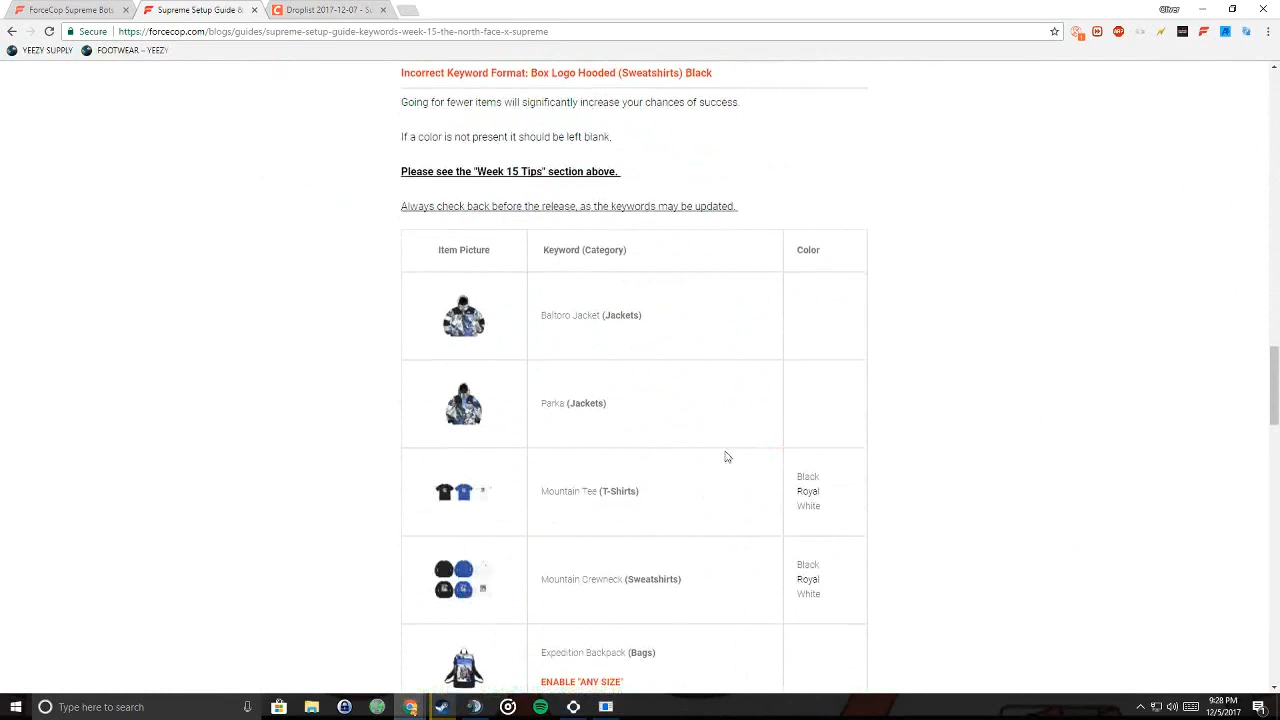 ForceCop Supreme Bots
Supreme Setup Guide &
Droplist 2017-12-07 - S
Secure
https://forcecop.com/blogs/guides/supreme-setup-guide-keywords-week-15-the-north-face-x-supreme
YEEZY SUPPLY
FOOTWEAR — YEEZY
Incorrect Keyword Format: Box Logo Hooded (Sweatshirts) Black
Going for fewer items will significantly increase your chances of success.
If a color is not present it should be left blank.
Please see the "Week 15 Tips" section above.
Always check back before the release, as the keywords may be updated.
Item Picture
Keyword (Category)
Color
Baltoro Jacket (Jackets)
Parka (Jackets)
Mountain Tee (T-Shirts)
Black
Royal
White
Mountain Crewneck (Sweatshirts)
Black
Royal
White
Expedition Backpack (Bags)
ENABLE "ANY SIZE"
Type here to search
9:28 PM
12/5/2017